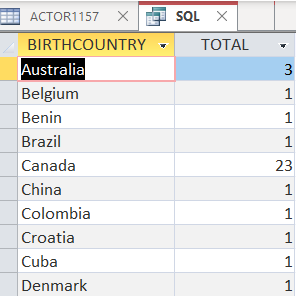 ACTOR1157 SQL
BIRTHCOUNTRY TOTAL
Australia 3
Belgium 1
Benin 1
Brazil 1
Canada 23
China 1
Colombia 1
Croatia 1
Cuba 1
Denmark 1